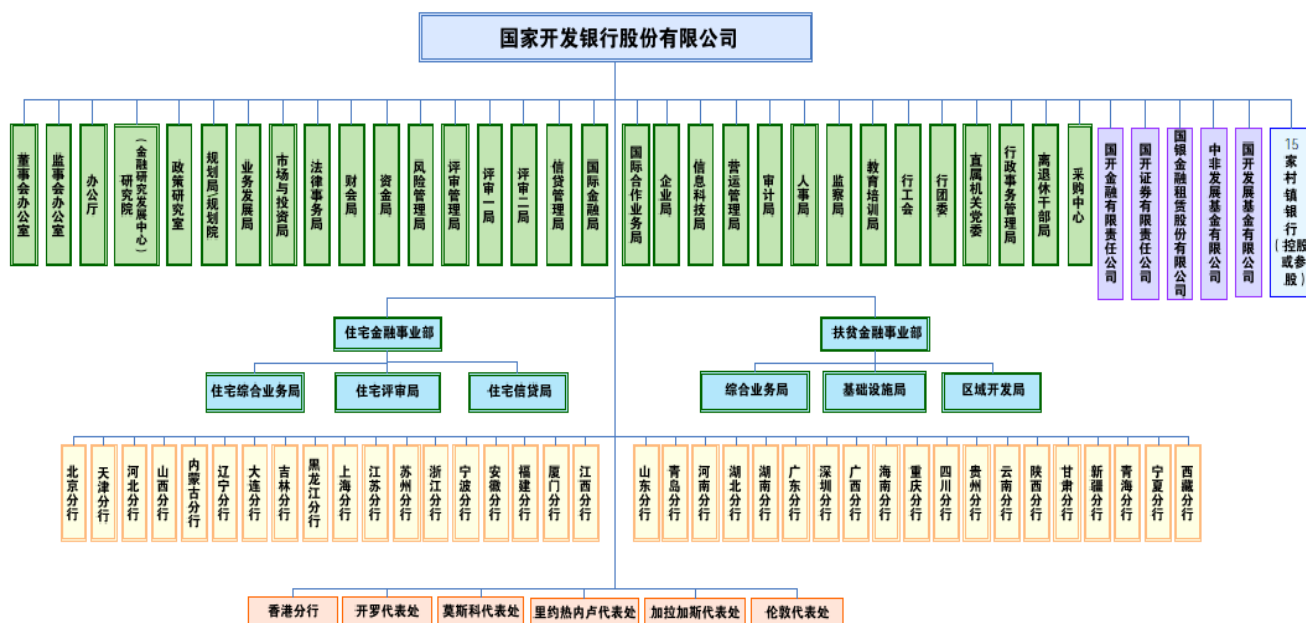 国家开发银行股份有限公司
董事会办公室
监事会办公室
办公厅
研究院
（金融研究发展中心）
政策研究室
规划局/规划院
业务发展局
市场与投资局
法律事务局
财会局
资金局
风险管理局
评审管理局
评审一局
评审二局
信贷管理局
国际金融局
国际合作业务局
企业局
信息科技局
营运管理局
审计局
人事局
监察局
教育培训局
行工会
行团委
直属机关党委
行政事务管理局
离退休干部局
采购中心
国开金融有限责任公司
国开证券有限责任公司
国银金融租赁股份有限公司
中非发展基金有限公司
国开发展基金有限公司
15
家村
镇银
行
（控股
或参
股）
住宅金融事业部
扶贫金融事业部
住宅综合业务局
住宅评审局
住宅信贷局
综合业务局
基础设施局
区域开发局
北京分行
天津分行
河北分行
山西分行
内蒙古分行
辽宁分行
大连分行
吉林分行
黑龙江分行
上海分行
江苏分行
苏州分行
浙江分行
宁波分行
安徽分行
福建分行
厦门分行
江西分行
山东分行
青岛分行
河南分行
湖北分行
湖南分行
广东分行
深圳分行
广西分行
海南分行
重庆分行
四川分行
贵州分行
云南分行
陕西分行
甘肃分行
新疆分行
青海分行
宁夏分行
西藏分行
香港分行
开罗代表处
莫斯科代表处
里约热内卢代表处
加拉加斯代表处
伦敦代表处